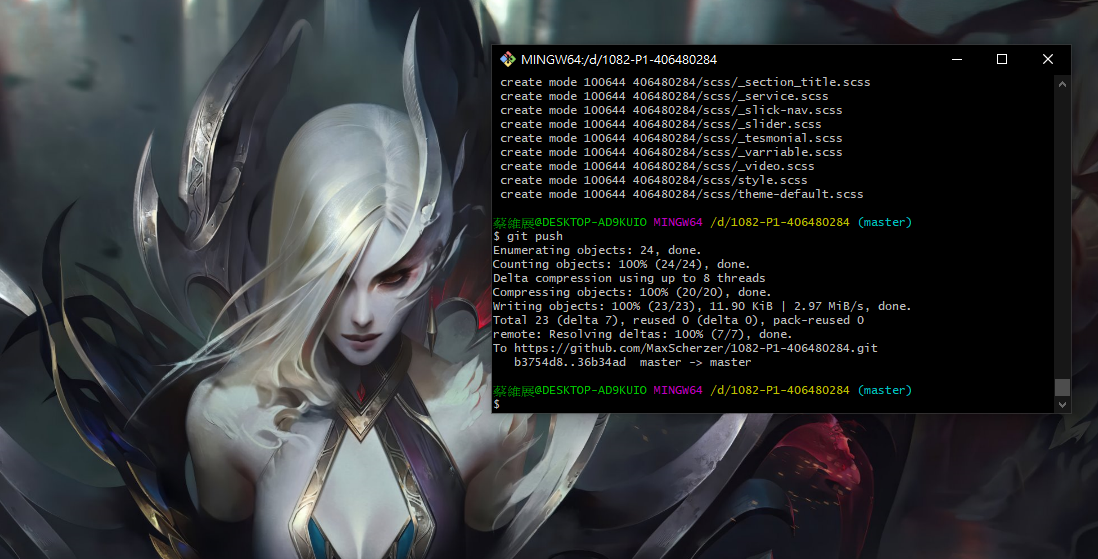 MINGW64:/d/1082-P1-406480284
create mode 100644 406480284/scss/_section_title.scss
create mode 100644 406480284/scss/_service.scss
create mode 100644 406480284/scss/_slick-nav.scss
create mode 100644 406480284/scss/_slider.scss
create mode 100644 406480284/scss/_tesmonial.scss
create mode 100644 406480284/scss/_varriable.scss
create mode 100644 406480284/scss/_video.scss
create mode 100644 406480284/scss/style.scss
create mode 100644 406480284/scss/theme-default.scss
蔡維展@DESKTOP-AD9KUIO MINGW64 /d/1082-P1-406480284 (master)
$ git push
Enumerating objects: 24, done.
Counting objects: 100% (24/24), done.
Delta compression using up to 8 threads
Compressing objects: 100% (20/20), done.
Writing objects: 100% (23/23), 11.90 KiB | 2.97 MiB/s, done.
Total 23 (delta 7), reused 0 (delta 0), pack-reused 0
remote: Resolving deltas: 100% (7/7), done.
To https://github.com/MaxScherzer/1082-P1-406480284.git
b3754d8..36b34ad  master -> master
蔡維展@DESKTOP-AD9KUIO MINGW64 /d/1082-P1-406480284 (master)
$